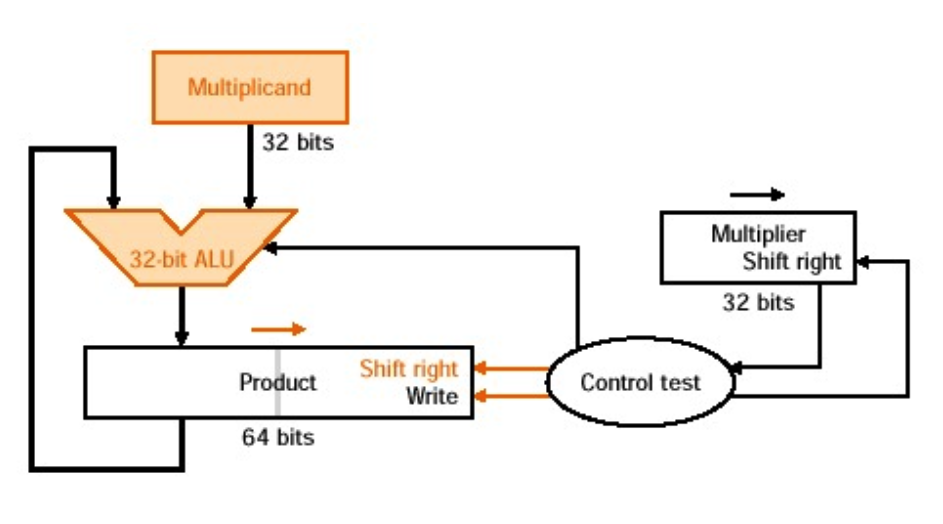 Multiplicand
32 bits
32-bit ALU
Multiplier
Shift right
32 bits
Product
Shift right
Write
64 bits
Control test